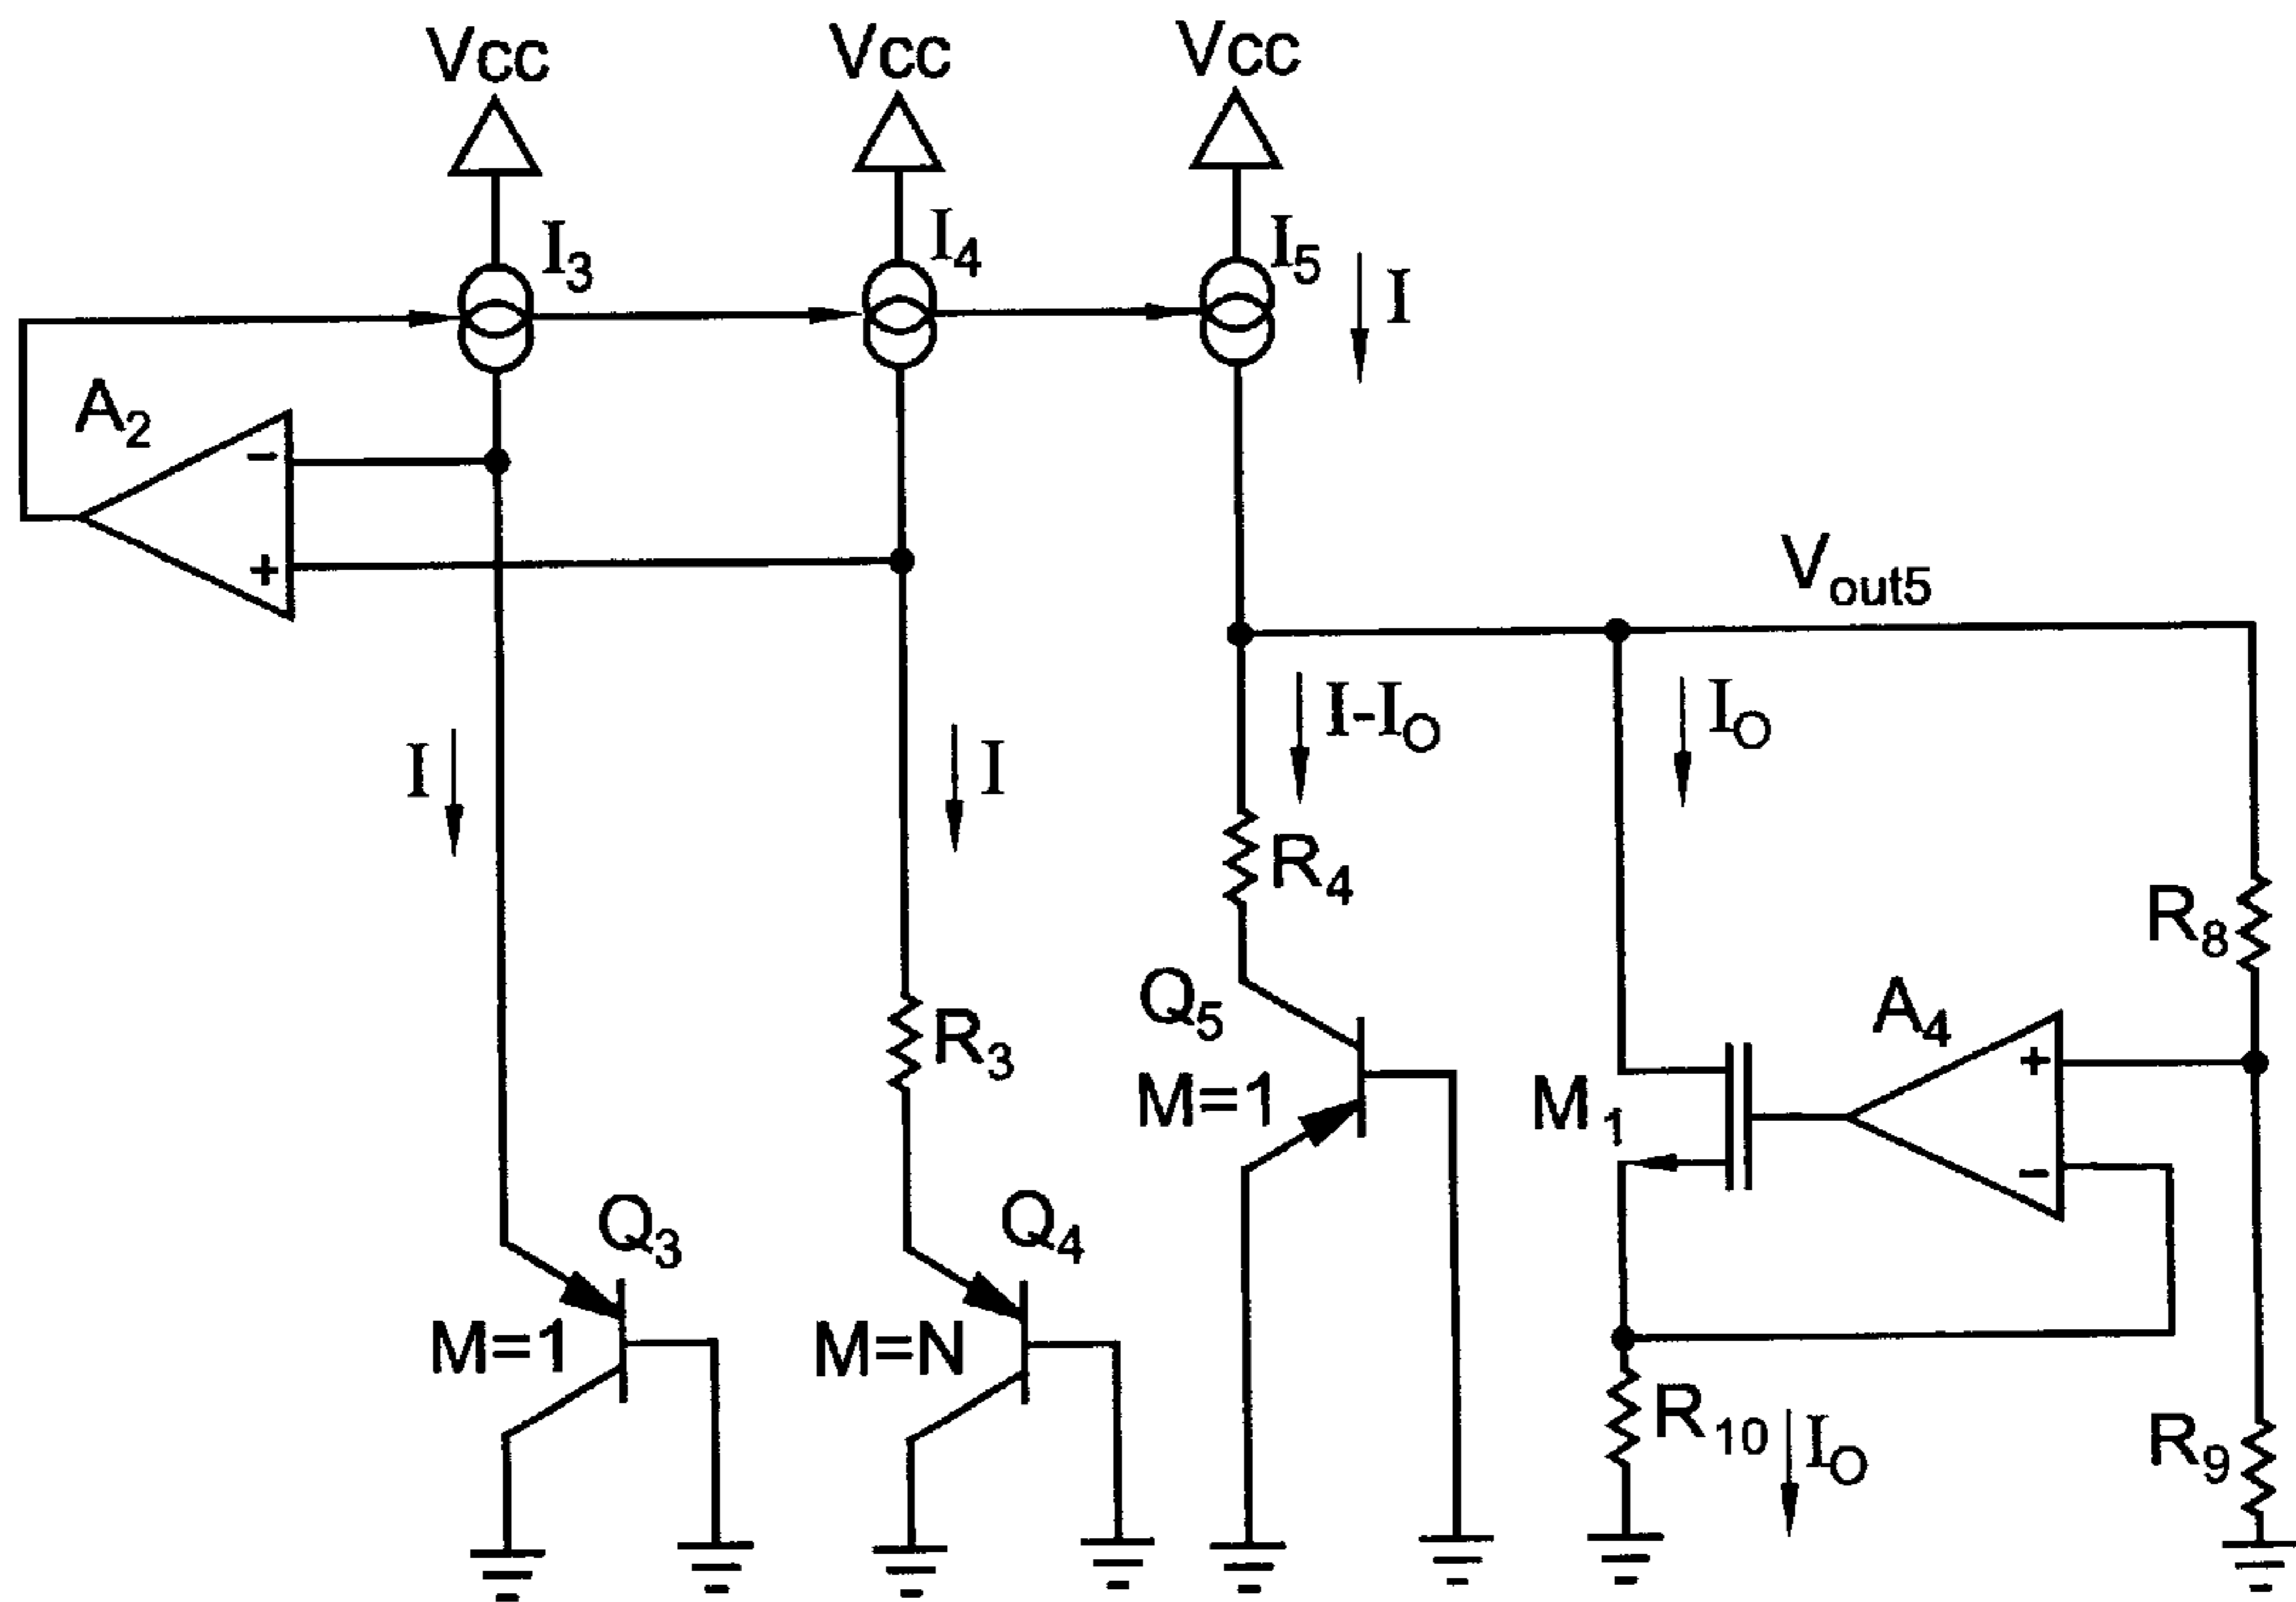 Vcc
Vcc
Vcc
I3
I4
I5
I
A2
-
+
Vout5
I
I
I-IO
IO
R4
R8
R3
Q5
M=1
A4
+
-
M1
Q3
M=1
Q4
M=N
R10
IO
R9